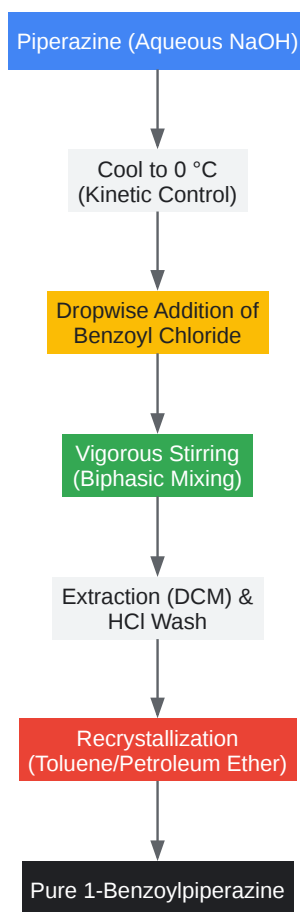 Piperazine (Aqueous NaOH)
Cool to 0 °C
(Kinetic Control)
Dropwise Addition of
Benzoyl Chloride
Vigorous Stirring
(Biphasic Mixing)
Extraction (DCM) &
HCl Wash
Recrystallization
(Toluene/Petroleum Ether)
Pure 1-Benzoylpiperazine